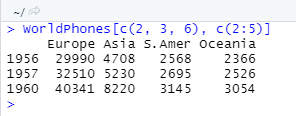 ~/
> WorldPhones[c(2, 3, 6), c(2:5)]
Europe Asia S.Amer Oceania
1956 29990 4708 2568 2366
1957 32510 5230 2695 2526
1960 40341 8220 3145 3054
>